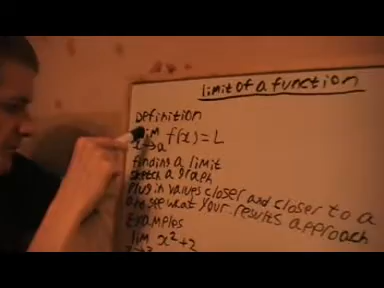 limit of a function
Definition
lim f(x) = L
x→a
finding a limit
sketch a graph
plug in values closer and closer to a
see what your results approach
Examples
lim x²+2